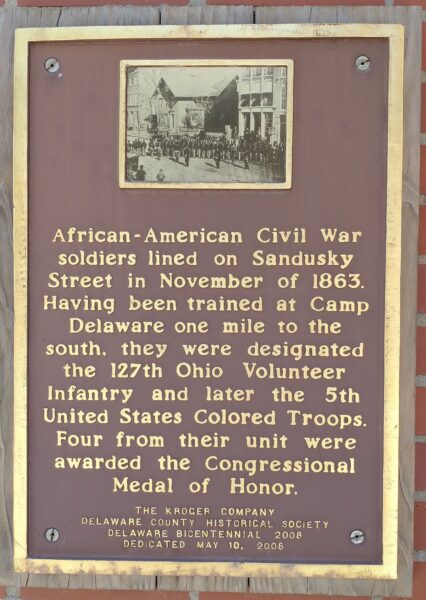 African-American Civil War
soldiers lined on Sandusky
Street in November of 1863.
Having been trained at Camp
Delaware one mile to the
south, they were designated
the 127th Ohio Volunteer
Infantry and later the 5th
United States Colored Troops.
Four from their unit were
awarded the Congressional
Medal of Honor.
THE KROGER COMPANY
DELAWARE COUNTY HISTORICAL SOCIETY
DELAWARE BICENTENNIAL 2008
DEDICATED MAY 10, 2008